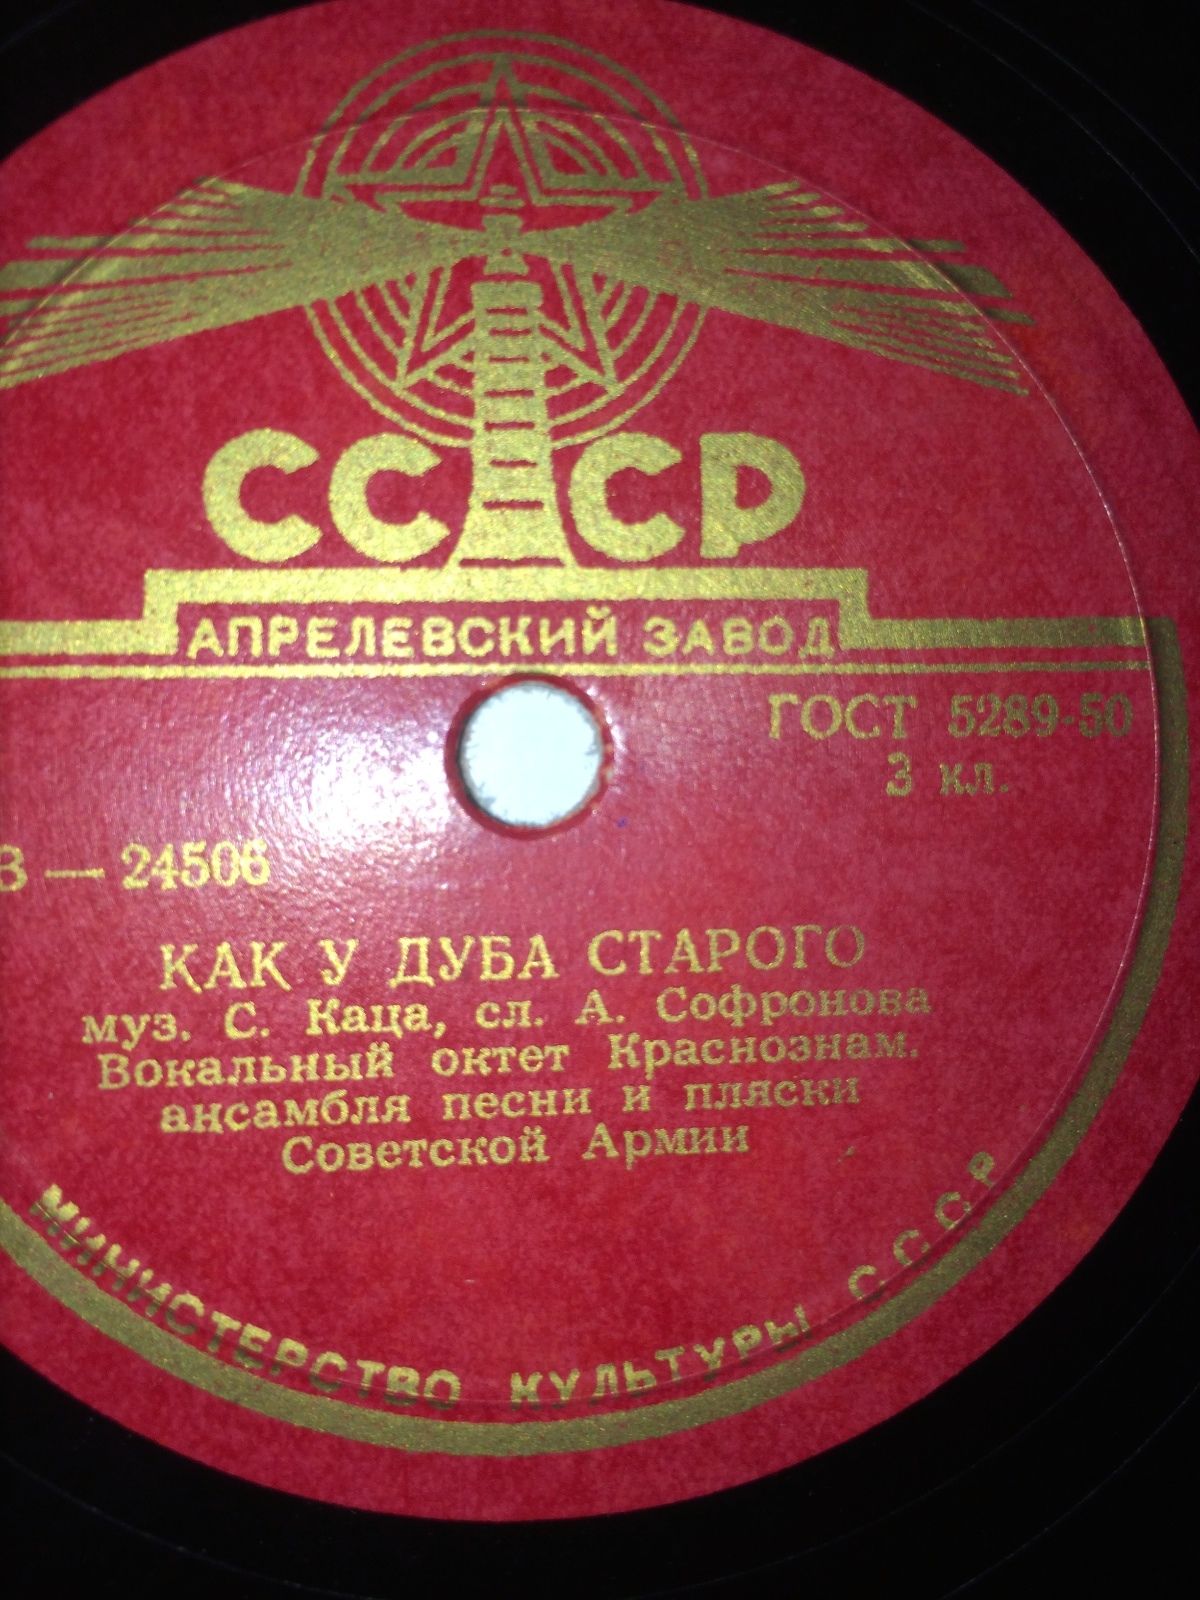 СССР
АПРЕЛЕВСКИЙ ЗАВОД
ГОСТ 5289-50
3 кл.
В — 24506
КАК У ДУБА СТАРОГО
муз. С. Каца, сл. А. Софронова
Вокальный октет Краснознам.
ансамбля песни и пляски
Советской Армии
МИНИСТЕРСТВО КУЛЬТУРЫ СССР